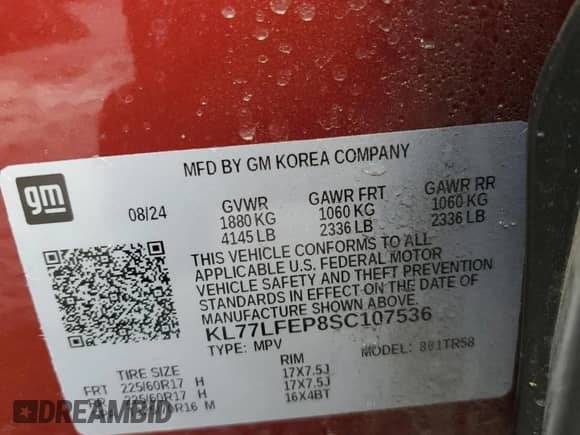 MFD BY GM KOREA COMPANY
gm
08/24 GVWR GAWR FRT GAWR RR
1880 KG 1060 KG 1060 KG
4145 LB 2336 LB 2336 LB
THIS VEHICLE CONFORMS TO ALL
APPLICABLE U.S. FEDERAL MOTOR
VEHICLE SAFETY AND THEFT PREVENTION
STANDARDS IN EFFECT ON THE DATE OF
MANUFACTURE SHOWN ABOVE.
KL77LFEP8SC107536
TYPE: MPV MODEL: 801TR58
TIRE SIZE RIM
FRT 225/60R17 H 17X7.5J
225/60R17 H 17X7.5J
M 16X4BT
DREAMBID